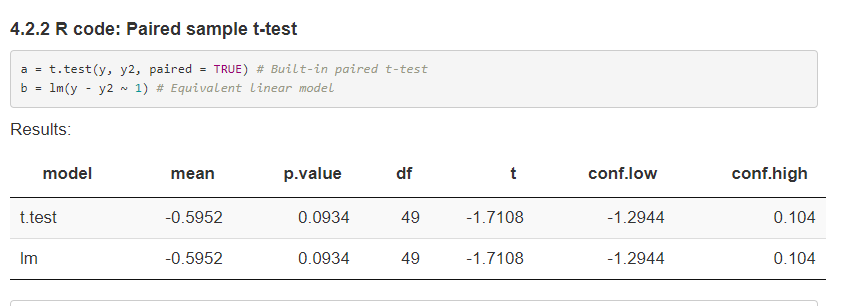 4.2.2 R code: Paired sample t-test
a = t.test(y, y2, paired = TRUE) # Built-in paired t-test
b = lm(y - y2 ~ 1) # Equivalent linear model
Results:
model mean p.value df t conf.low conf.high
t.test -0.5952 0.0934 49 -1.7108 -1.2944 0.104
lm -0.5952 0.0934 49 -1.7108 -1.2944 0.104